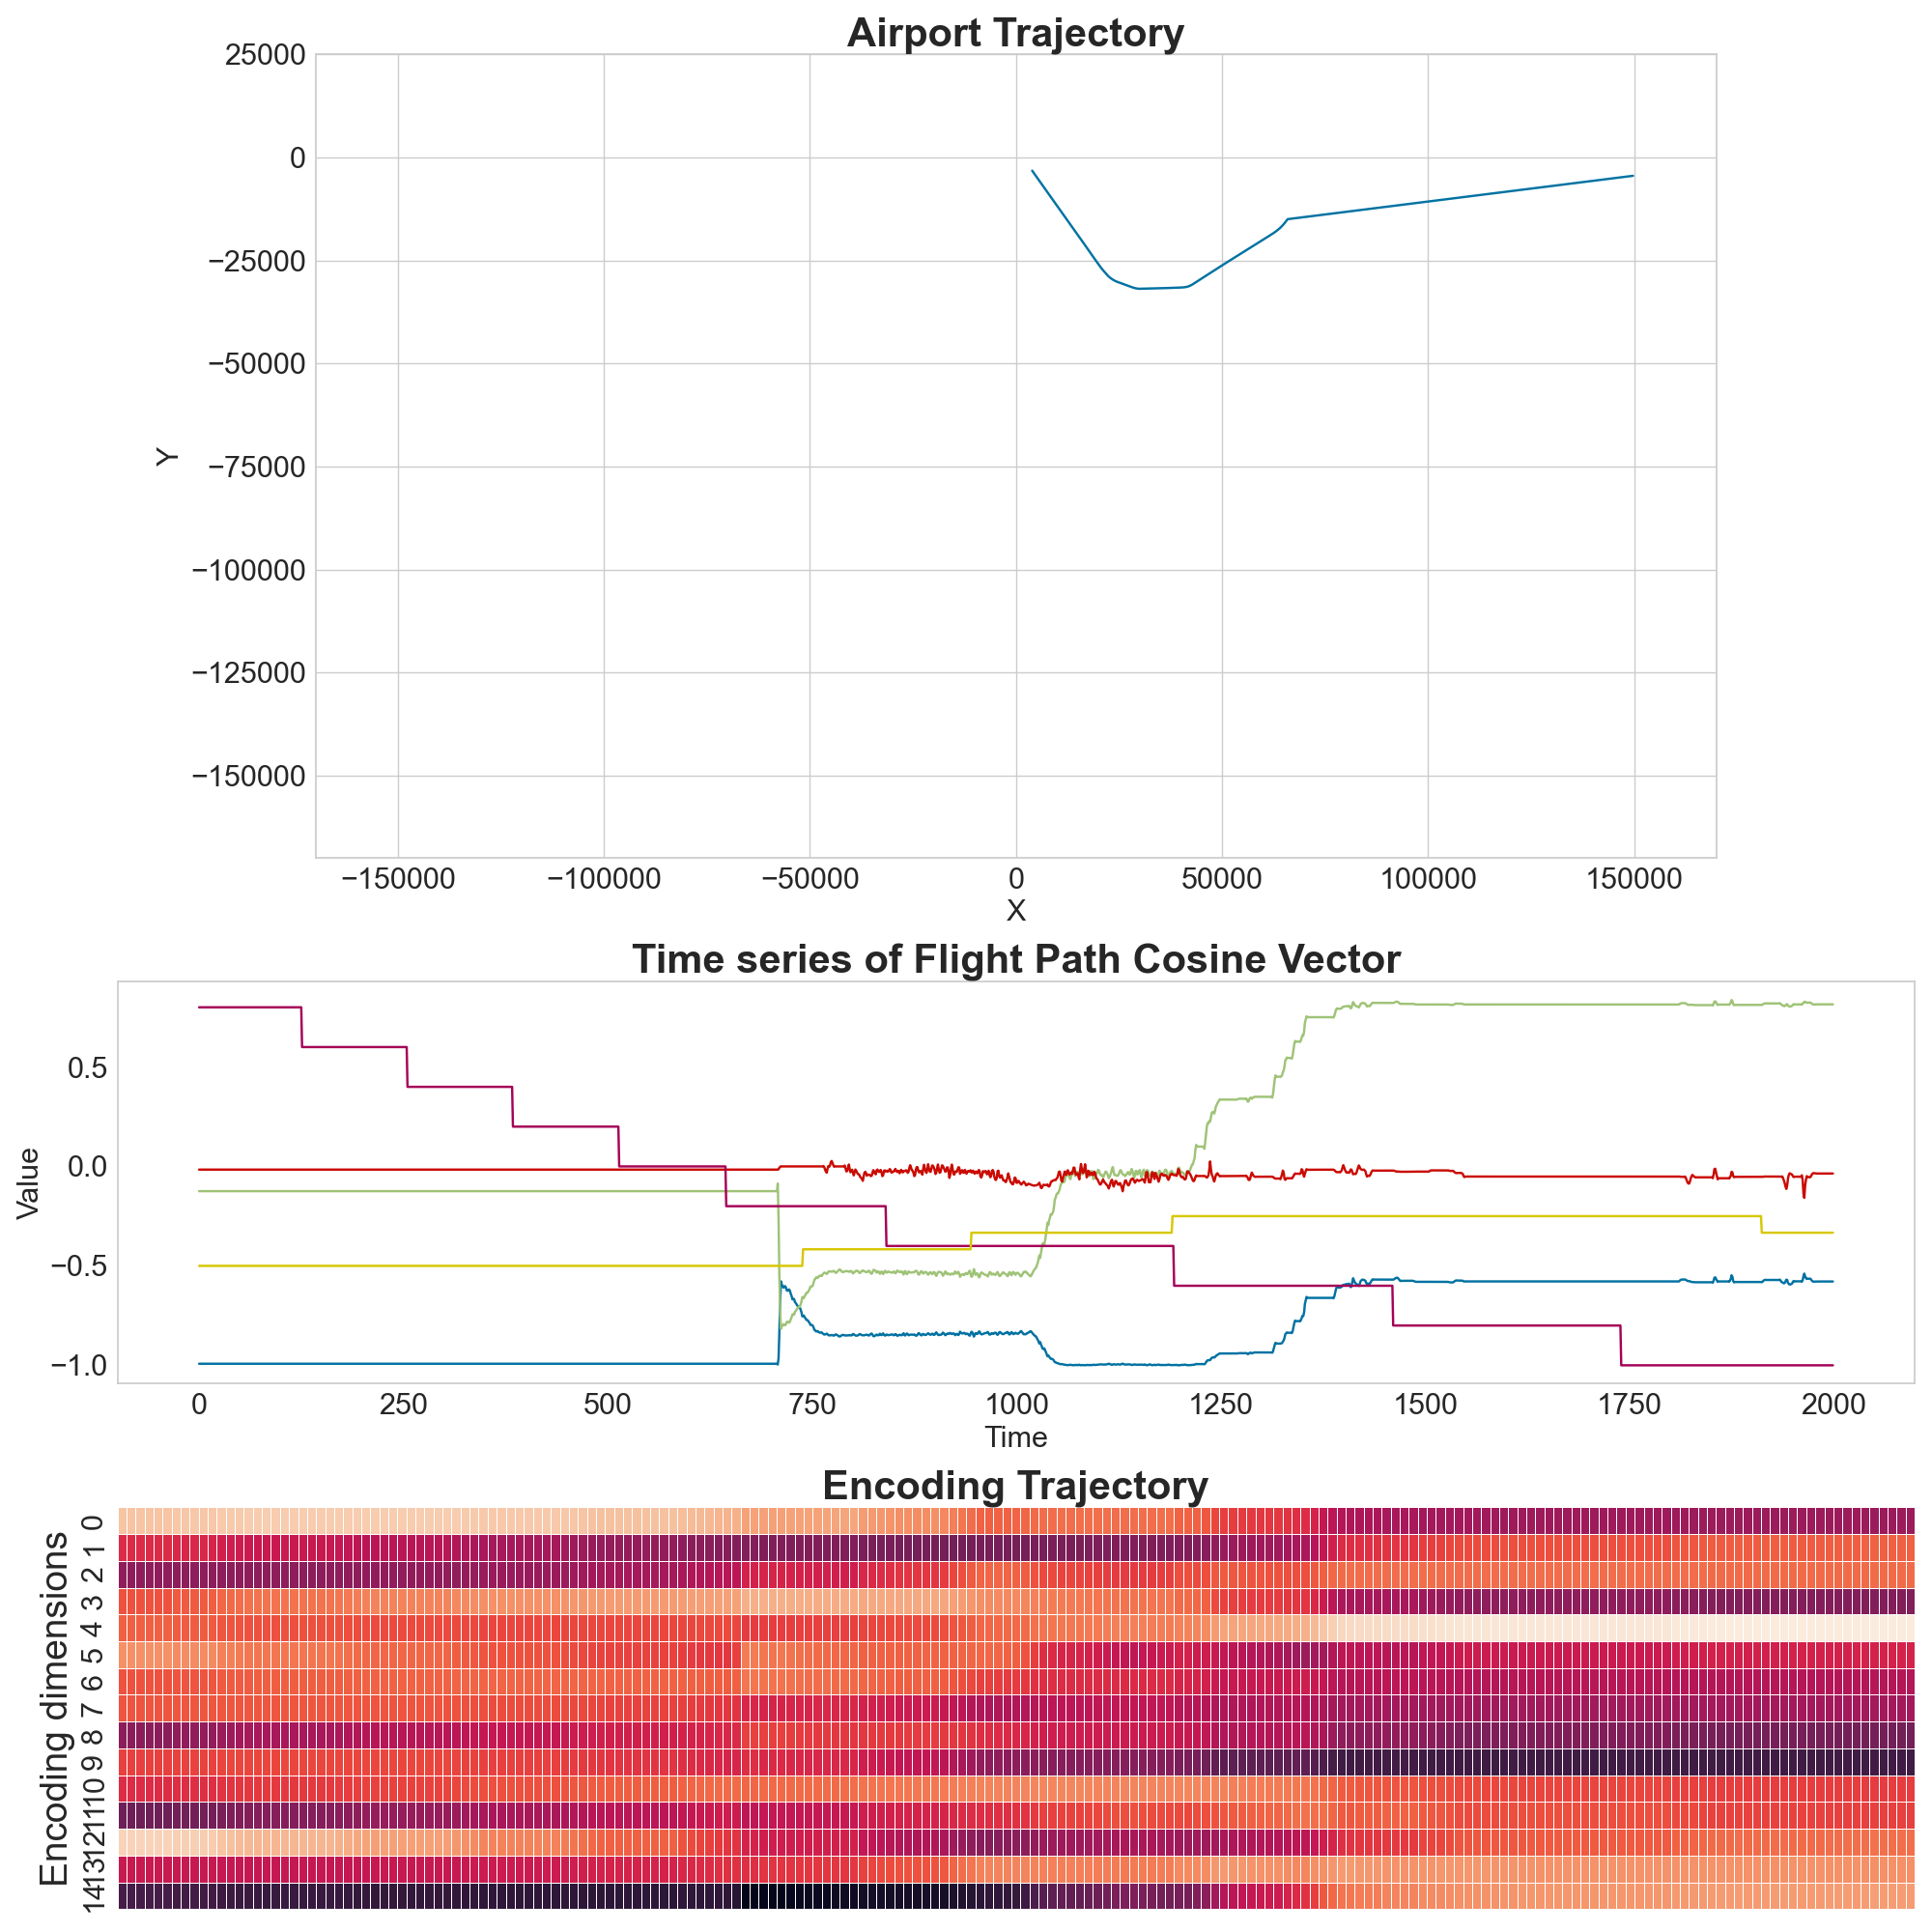 Airport Trajectory
25000
0
−25000
−50000
−75000
−100000
−125000
−150000
Y
−150000 −100000 −50000 0 50000 100000 150000
X
Time series of Flight Path Cosine Vector
0.5
0.0
−0.5
−1.0
Value
0 250 500 750 1000 1250 1500 1750 2000
Time
Encoding Trajectory
Encoding dimensions
0
1
2
3
4
5
6
7
8
9
10
11
12
13
14